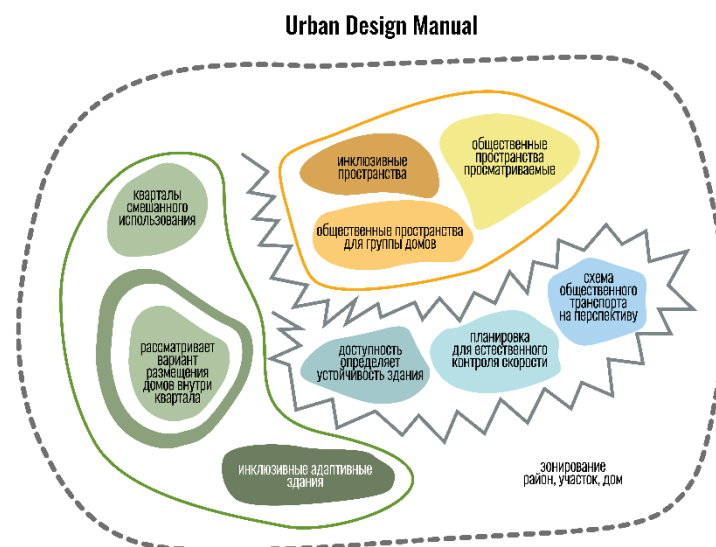 Urban Design Manual
инклюзивные
пространства
общественные
пространства
просматриваемые
общественные пространства
для группы домов
кварталы
смешанного
использования
схема
общественного
транспорта
на перспективу
рассматривает
вариант
размещения
домов внутри
квартала
доступность
определяет
устойчивость здания
планировка
для естественного
контроля скорости
инклюзивные адаптивные
здания
зонирование
район, участок, дом